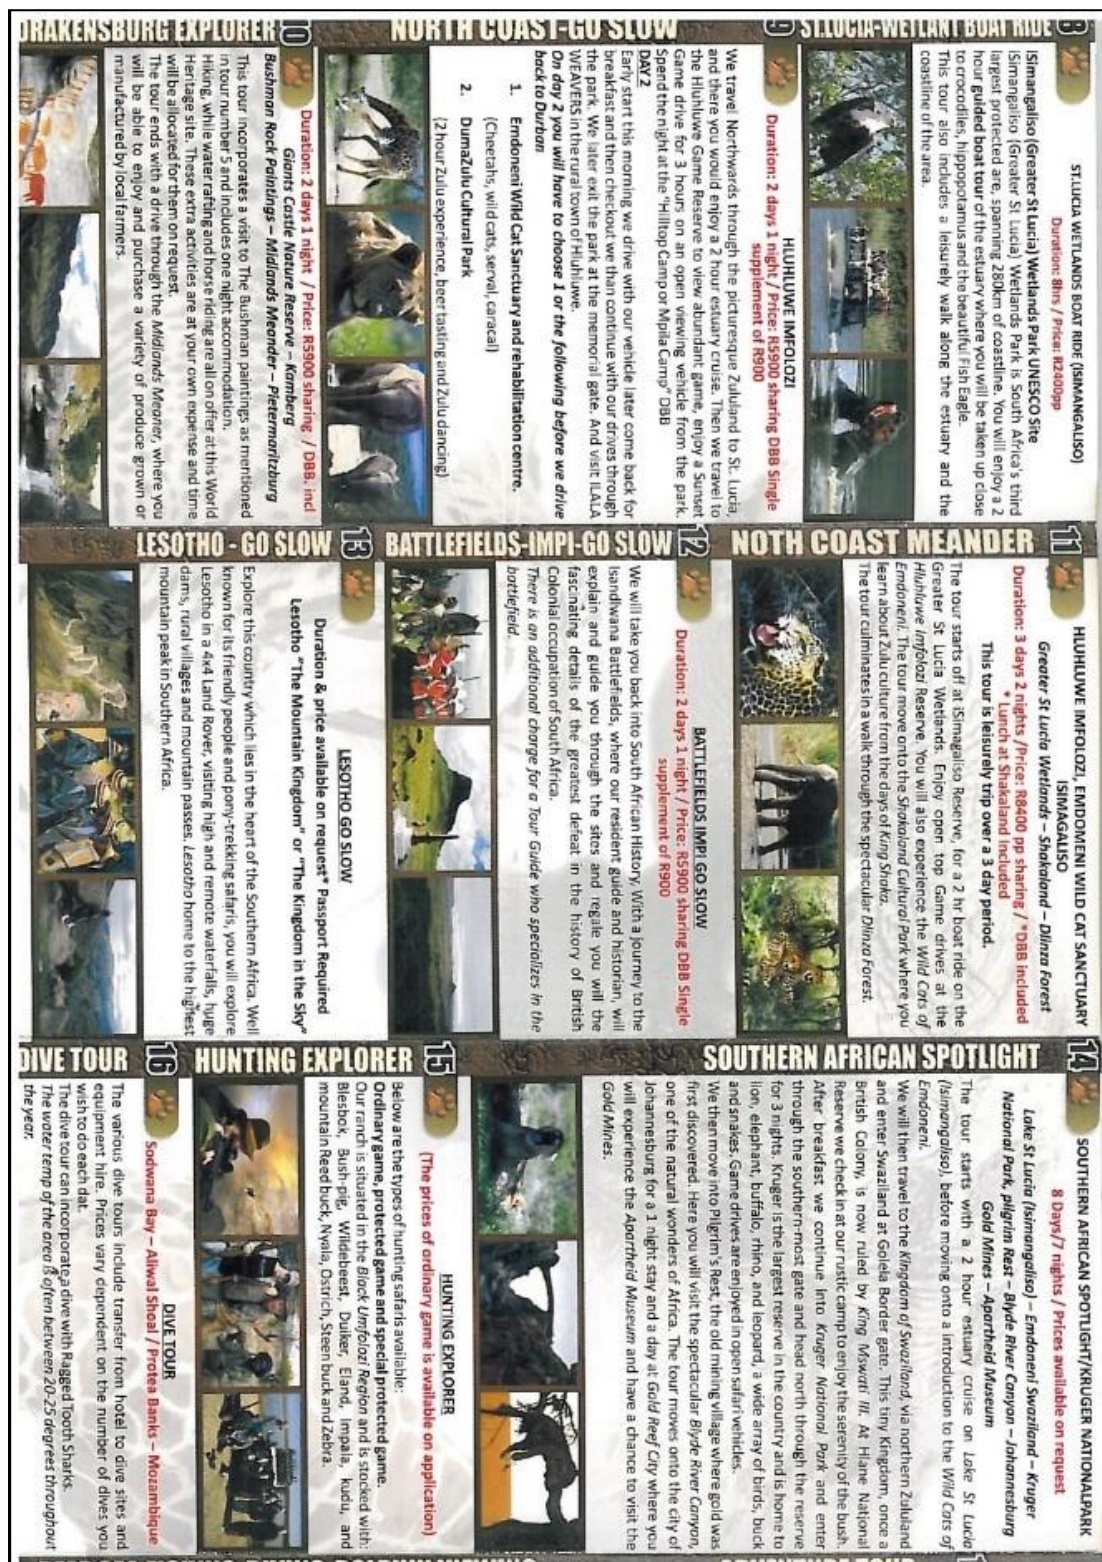 8
ST.LUCIA-WETLANT BOAT RIDE
ST.LUCIA WETLANDS BOAT RIDE (ISIMANGALISO)
Duration: 8hrs / Price: R2400pp
iSimangaliso (Greater St Lucia) Wetlands Park UNESCO Site
iSimangaliso (Greater St Lucia) Wetlands Park is South Africa's third
largest protected are, spanning 280km of coastline. You will enjoy a 2
hour guided boat tour of the estuary where you will be taken up close
to crocodiles, hippopotamus and the beautiful Fish Eagle.
This tour also includes a leisurely walk along the estuary and the
coastline of the area.
9
NORTH COAST-GO SLOW
HLUHLUWE IMFOLOZI
Duration: 2 days 1 night / Price: R5900 sharing DBB Single
supplement of R900
We travel Northwards through the picturesque Zululand to St. Lucia,
and there you would enjoy a 2 hour estuary cruise. Then we travel to
the Hluhluwe Game Reserve to view abundant game, enjoy a Sunset
Game drive for 3 hours on an open viewing vehicle from the park.
Spend the night at the "Hilltop Camp or Mpila Camp" DBB
DAY 2
Early start this morning we drive with our vehicle later come back for
breakfast and then checkout we than continue with our drives through
the park. We later exit the park at the memorial gate. And visit ILALA
WEAVERS in the rural town of Hluhluwe.
On day 2 you will have to choose 1 or the following before we drive
back to Durban
1. Emdoneni Wild Cat Sanctuary and rehabilitation centre.
(Cheetahs, wild cats, serval, caracal)
2. DumaZulu Cultural Park
(2 hour Zulu experience, beer tasting and Zulu dancing)
10
DRAKENSBURG EXPLORER
Duration: 2 days 1 night / Price: R5900 sharing / DBB. incl
Giants Castle Nature Reserve – Kamberg
Bushman Rock Paintings – Midlands Meander – Pietermaritzburg
This tour incorporates a visit to The Bushman paintings as mentioned
in tour number 5 and includes one night accommodation.
Hiking, while water rafting and horse riding are all on offer at this World
Heritage site. These extra activities are at your own expense and time
will be allocated for them on request.
The tour ends with a drive through the Midlands Meaner, where you
will be able to enjoy and purchase a variety of produce grown or
manufactured by local farmers.
11
NOTH COAST MEANDER
HLUHLUWE IMFOLOZI, EMDOMENI WILD CAT SANCTUARY
ISIMAGALISO
Greater St Lucia Wetlands – Shakaland – Dlinza Forest
Duration: 3 days 2 nights /Price: R8400 pp sharing / *DBB included
*Lunch at Shakaland Included
This tour is leisurely trip over a 3 day period.
The tour starts off at iSimagaliso Reserve, for a 2 hr boat ride on the
Greater St Lucia Wetlands. Enjoy open top Game drives at the
Hluhluwe Imfolozi Reserve. You will also experience the Wild Cats of
Emdoneni. The tour move onto the Shakaland Cultural Park where you
learn about Zulu culture from the days of King Shaka.
The tour culminates in a walk through the spectacular Dlinza Forest.
12
BATTLEFIELDS-IMPI-GO SLOW
BATTLEFIELDS IMPI GO SLOW
Duration: 2 days 1 night / Price: R5900 sharing DBB Single
supplement of R900
We will take you back into South African History, With a journey to the
Isandlwana Battlefields, where our resident guide and historian, will
explain and guide you through the sites and regale you will the
fascinating details of the greatest defeat in the history of British
Colonial occupation of South Africa.
There is an additional charge for a Tour Guide who specializes in the
battlefield.
13
LESOTHO - GO SLOW
LESOTHO GO SLOW
Duration & price available on request* Passport Required
Lesotho "The Mountain Kingdom" or "The Kingdom in the Sky"
Explore this country which lies in the heart of the Southern Africa. Well
known for its friendly people and pony-trekking safaris, you will explore
Lesotho in a 4x4 Land Rover, visiting high and remote waterfalls, huge
dams, rural villages and mountain passes. Lesotho home to the highest
mountain peak in Southern Africa.
14
SOUTHERN AFRICAN SPOTLIGHT
SOUTHERN AFRICAN SPOTLIGHT/KRUGER NATIONALPARK
8 Days/7 nights / Prices available on request
Lake St Lucia (Isimangaliso) – Emdoneni Swaziland – Kruger
National Park, pilgrim Rest – Blyde River Canyon – Johannesburg
Gold Mines – Apartheid Museum
The tour starts with a 2 hour estuary cruise on Lake St Lucia
(Isimangaliso), before moving onto a introduction to the Wild Cats of
Emdoneni.
We will then travel to the Kingdom of Swaziland, via northern Zululand
and enter Swaziland at Golela Border gate. This tiny Kingdom, once a
British Colony, is now ruled by King Mswati III. At Hlane National
Reserve we check in at our rustic camp to enjoy the serenity of the bush.
After breakfast we continue into Kruger National Park and enter
through the southern-most gate and head north through the reserve
for 3 nights. Kruger is the largest reserve in the country and is home to
lion, elephant, buffalo, rhino, and leopard, a wide array of birds, buck
and snakes. Game drives are enjoyed in open safari vehicles.
We then move into Pilgrim's Rest, the old mining village where gold was
first discovered. Here you will visit the spectacular Blyde River Canyon,
one of the natural wonders of Africa. The tour moves onto the city of
Johannesburg for a 1 night stay and a day at Gold Reef City where you
will experience the Apartheid Museum and have a chance to visit the
Gold Mines.
15
HUNTING EXPLORER
HUNTING EXPLRER
(The prices of ordinary game is available on application)
Below are the types of hunting safaris available:
Ordinary game, protected game and special protected game.
Our ranch is situated in the Black Umfolozi Region and is stocked with:
Blesbok, Bush-pig, Wildebeest, Duiker, Eland, Impala, kudu, and
mountain Reed buck, Nyala, Ostrich, Steen buck and Zebra.
16
DIVE TOUR
DIVE TOUR
Sodwana Bay – Aliwal Shoal / Protea Banks – Mozambique
The various dive tours include transfer from hotel to dive sites and
equipment hire. Prices vary dependent on the number of dives you
wish to do each dat.
The dive tour can incorporate a dive with Ragged Tooth Sharks.
The water temp of the area is often between 20-25 degrees throughout
the year.